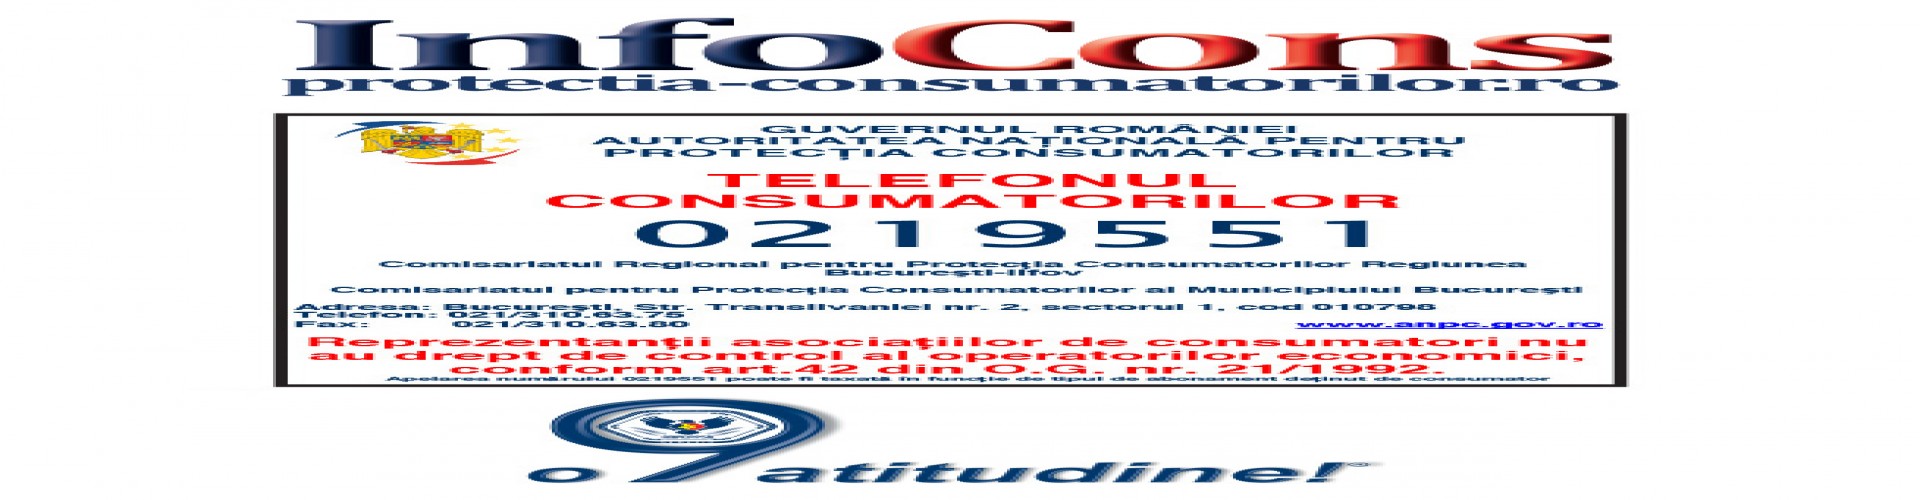 InfoCons
protectia-consumatorilor.ro
GUVERNUL ROMÂNIEI
AUTORITATEA NAȚIONALĂ PENTRU
PROTECȚIA CONSUMATORILOR
TELEFONUL
CONSUMATORILOR
0219551
Comisariatul Regional pentru Protecția Consumatorilor Regiunea
București-Ilfov
Comisariatul pentru Protecția Consumatorilor al Municipiului București
Adresa: București, Str. Transilvaniei nr. 2, sectorul 1, cod 010798
Telefon: 021/310.63.75
Fax: 021/310.63.80 www.anpc.gov.ro
Reprezentanții asociațiilor de consumatori nu
au drept de control al operatorilor economici,
conform art.42 din O.G. nr. 21/1992.
Apelarea numărului 0219551 poate fi taxată în funcție de tipul de abonament deținut de consumator
o 9 atitudine!®